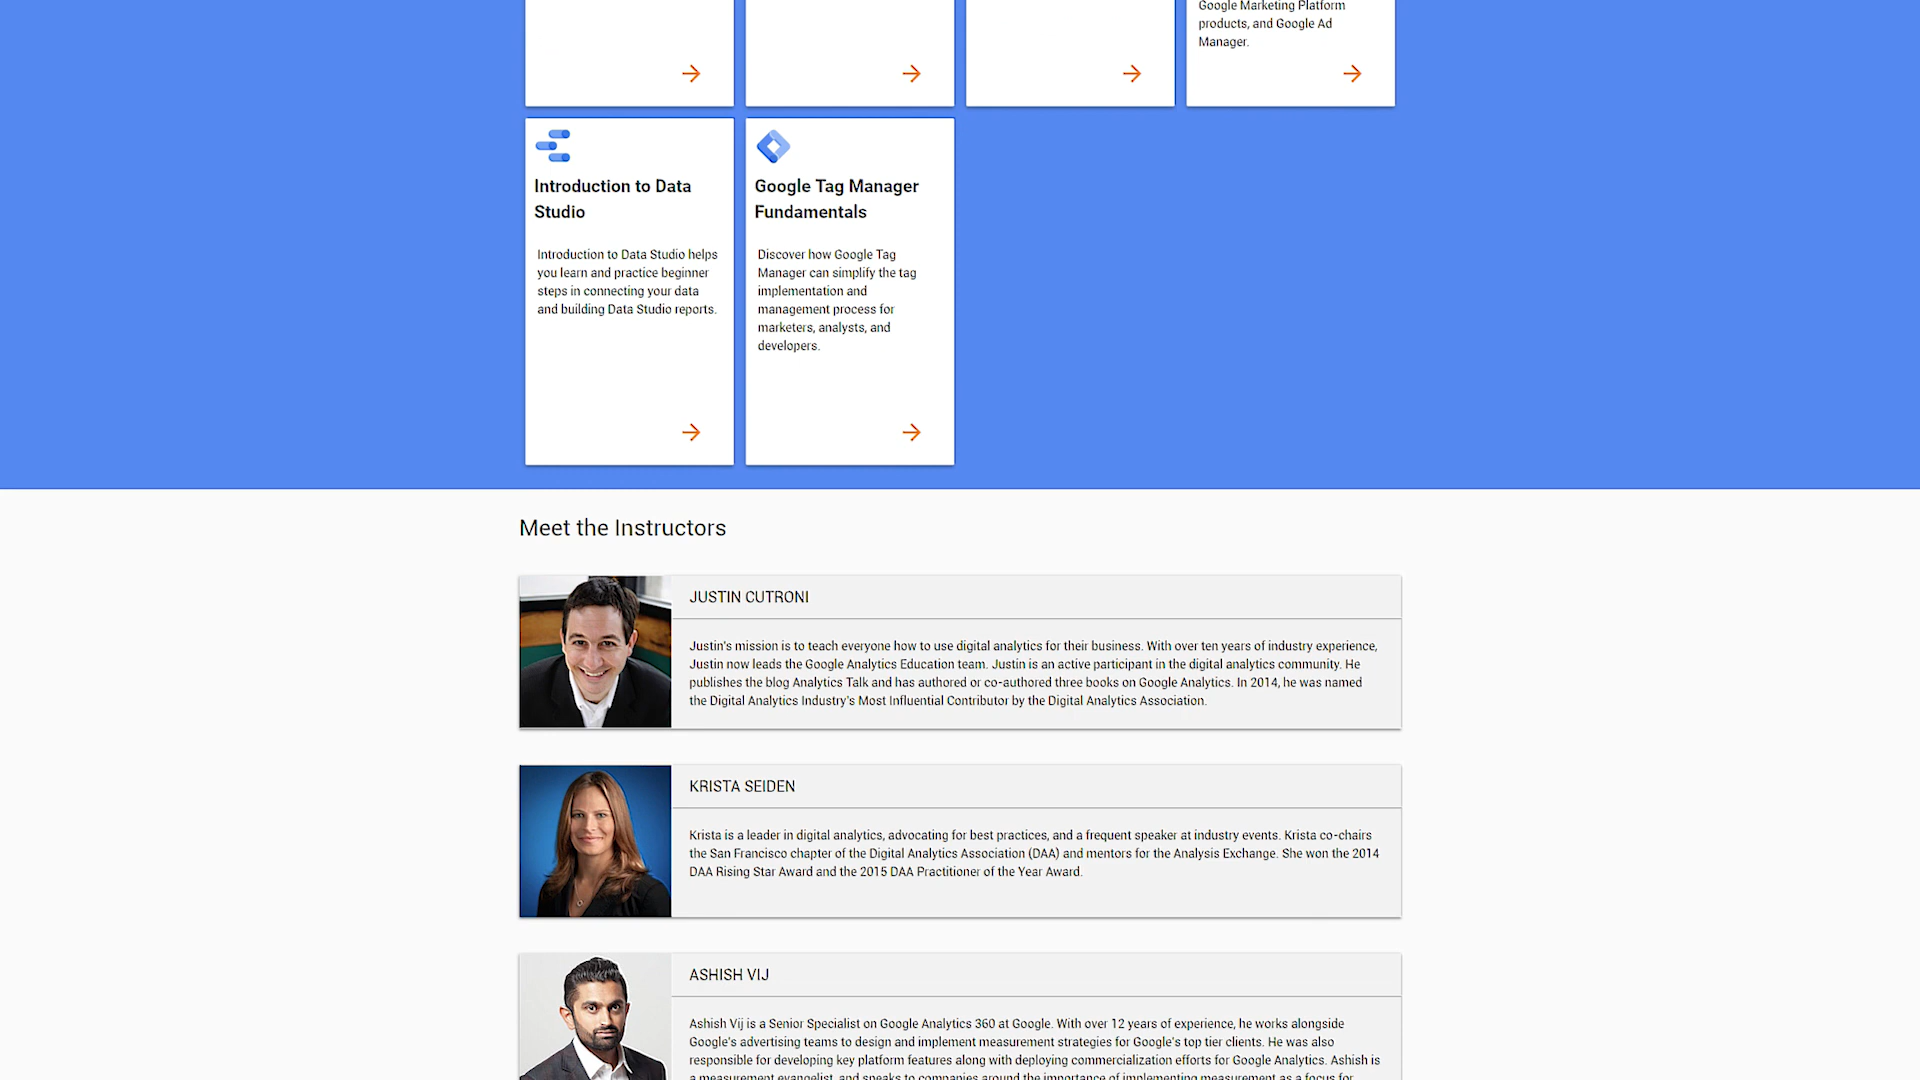 Google Marketing Platform
products, and Google Ad
Manager.
Introduction to Data
Studio
Introduction to Data Studio helps
you learn and practice beginner
steps in connecting your data
and building Data Studio reports.
Google Tag Manager
Fundamentals
Discover how Google Tag
Manager can simplify the tag
implementation and
management process for
marketers, analysts, and
developers.
Meet the Instructors
JUSTIN CUTRONI
Justin's mission is to teach everyone how to use digital analytics for their business. With over ten years of industry experience,
Justin now leads the Google Analytics Education team. Justin is an active participant in the digital analytics community. He
publishes the blog Analytics Talk and has authored or co-authored three books on Google Analytics. In 2014, he was named
the Digital Analytics Industry's Most Influential Contributor by the Digital Analytics Association.
KRISTA SEIDEN
Krista is a leader in digital analytics, advocating for best practices, and a frequent speaker at industry events. Krista co-chairs
the San Francisco chapter of the Digital Analytics Association (DAA) and mentors for the Analysis Exchange. She won the 2014
DAA Rising Star Award and the 2015 DAA Practitioner of the Year Award.
ASHISH VIJ
Ashish Vij is a Senior Specialist on Google Analytics 360 at Google. With over 12 years of experience, he works alongside
Google's advertising teams to design and implement measurement strategies for Google's top tier clients. He was also
responsible for developing key platform features along with deploying commercialization efforts for Google Analytics. Ashish is
a measurement evangelist, and speaks to companies around the importance of implementing measurement as a focus for